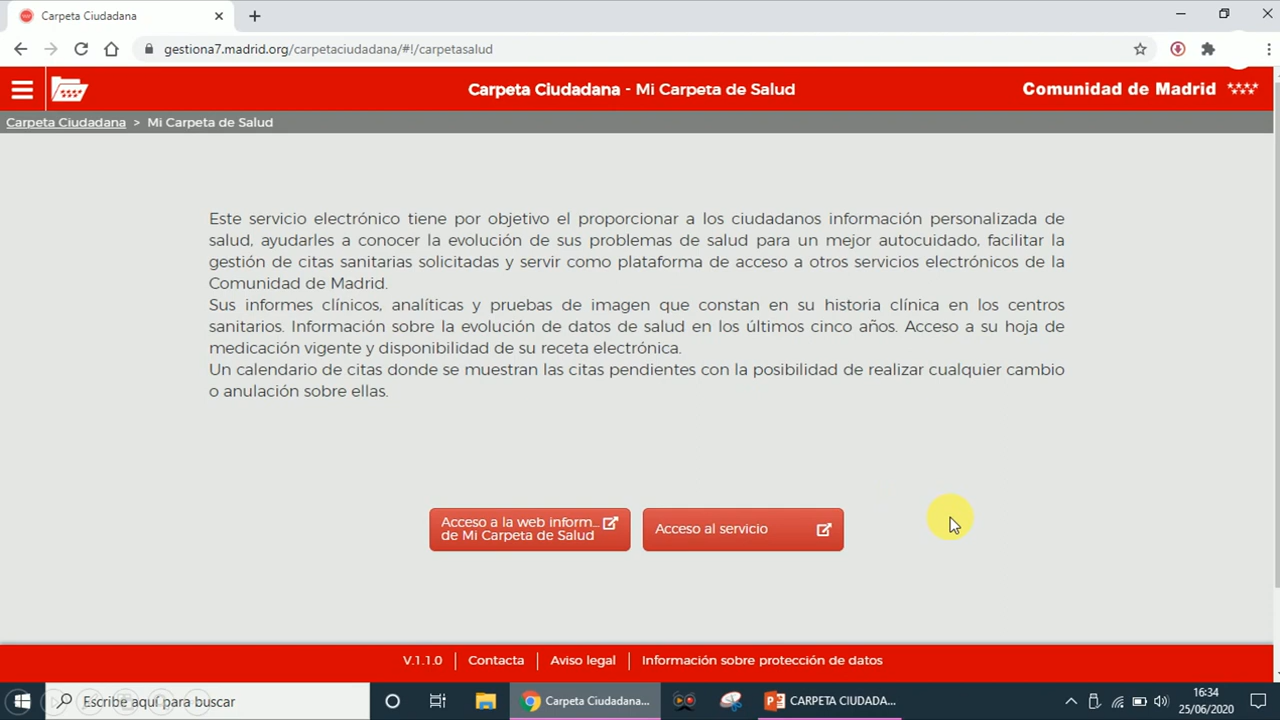 Carpeta Ciudadana
gestiona7.madrid.org/carpetaciudadana/#!/carpetasalud
Carpeta Ciudadana - Mi Carpeta de Salud
Comunidad de Madrid
Carpeta Ciudadana > Mi Carpeta de Salud
Este servicio electrónico tiene por objetivo el proporcionar a los ciudadanos información personalizada de
salud, ayudarles a conocer la evolución de sus problemas de salud para un mejor autocuidado, facilitar la
gestión de citas sanitarias solicitadas y servir como plataforma de acceso a otros servicios electrónicos de la
Comunidad de Madrid.
Sus informes clínicos, analíticas y pruebas de imagen que constan en su historia clínica en los centros
sanitarios. Información sobre la evolución de datos de salud en los últimos cinco años. Acceso a su hoja de
medicación vigente y disponibilidad de su receta electrónica.
Un calendario de citas donde se muestran las citas pendientes con la posibilidad de realizar cualquier cambio
o anulación sobre ellas.
Acceso a la web inform...
de Mi Carpeta de Salud
Acceso al servicio
V.1.1.0 Contacta Aviso legal Información sobre protección de datos
Escribe aquí para buscar
Carpeta Ciudadana...
CARPETA CIUDADA...
16:34
25/06/2020